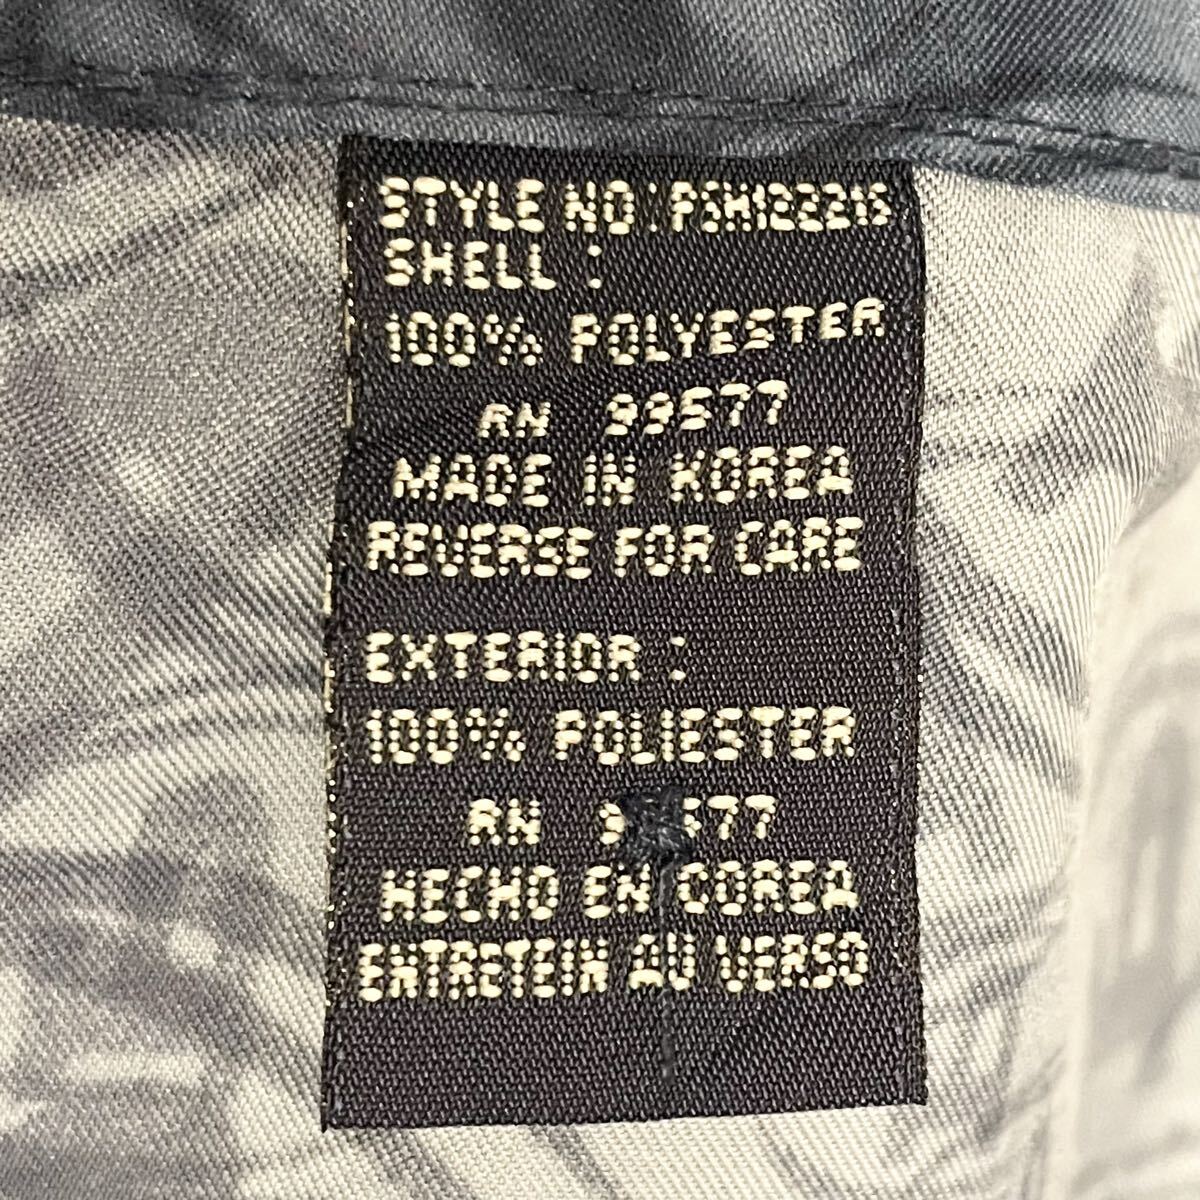 STYLE NO : PSM12221S
SHELL :
100% POLYESTER
RN 99577
MADE IN KOREA
REVERSE FOR CARE
EXTERIOR :
100% POLIESTER
RN 577
HECHO EN COREA
ENTRETEIN AU VERSO